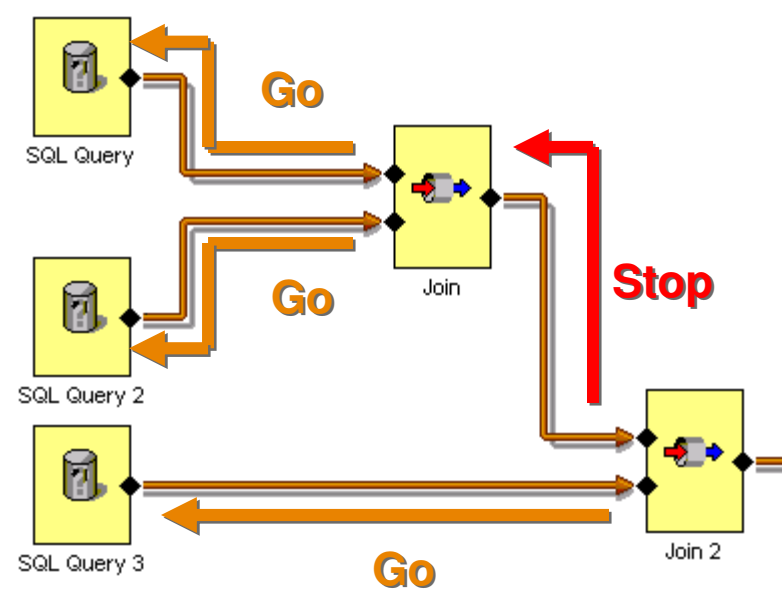 Go
SQL Query
Join
Stop
Go
SQL Query 2
Join 2
SQL Query 3
Go